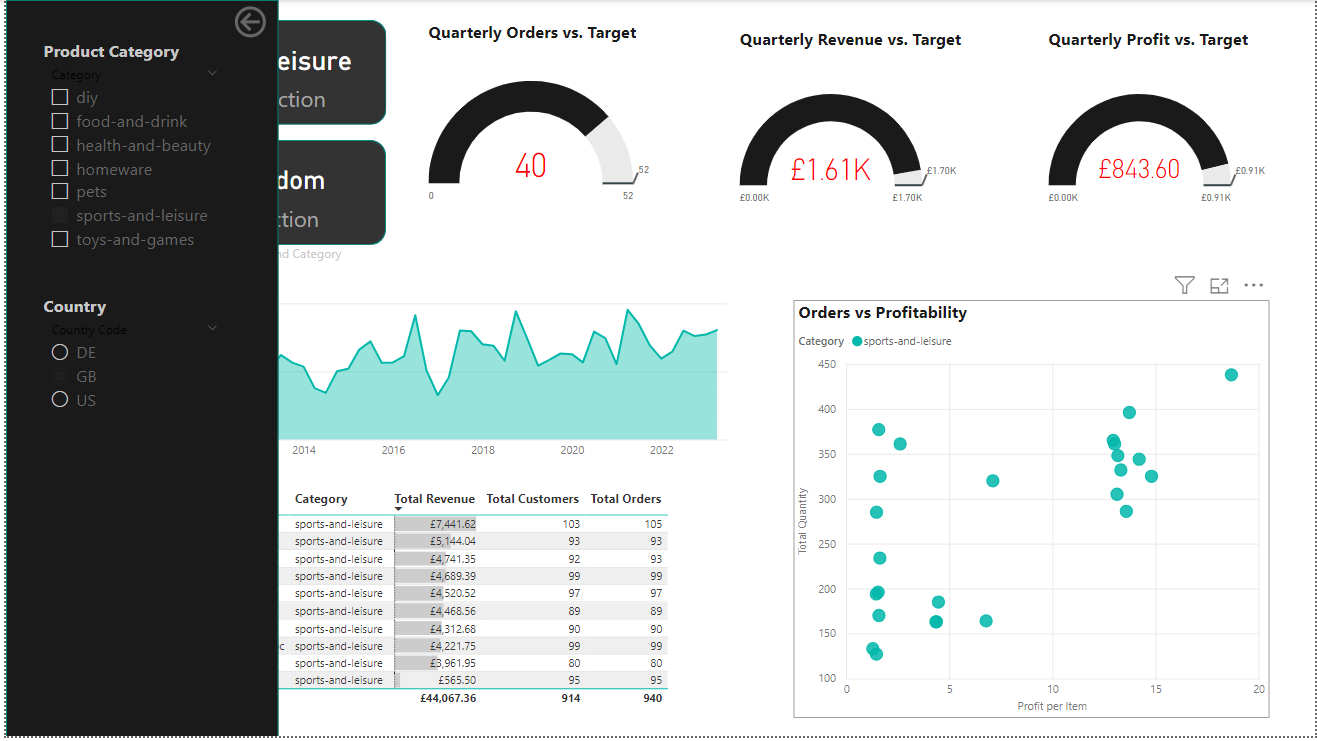 Product Category
Category
diy
food-and-drink
health-and-beauty
homeware
pets
sports-and-leisure
toys-and-games
Country
Country Code
DE
GB
US
eisure
ction
dom
ction
nd Category
Quarterly Orders vs. Target
40
52
0
52
Quarterly Revenue vs. Target
£1.61K
£1.70K
£0.00K
£1.70K
Quarterly Profit vs. Target
£843.60
£0.91K
£0.00K
£0.91K
2014 2016 2018 2020 2022
Category Total Revenue Total Customers Total Orders
sports-and-leisure £7,441.62 103 105
sports-and-leisure £5,144.04 93 93
sports-and-leisure £4,741.35 92 93
sports-and-leisure £4,689.39 99 99
sports-and-leisure £4,520.52 97 97
sports-and-leisure £4,468.56 89 89
sports-and-leisure £4,312.68 90 90
c sports-and-leisure £4,221.75 99 99
sports-and-leisure £3,961.95 80 80
sports-and-leisure £565.50 95 95
£44,067.36 914 940
Orders vs Profitability
Category sports-and-leisure
Total Quantity
450
400
350
300
250
200
150
100
0 5 10 15 20
Profit per Item